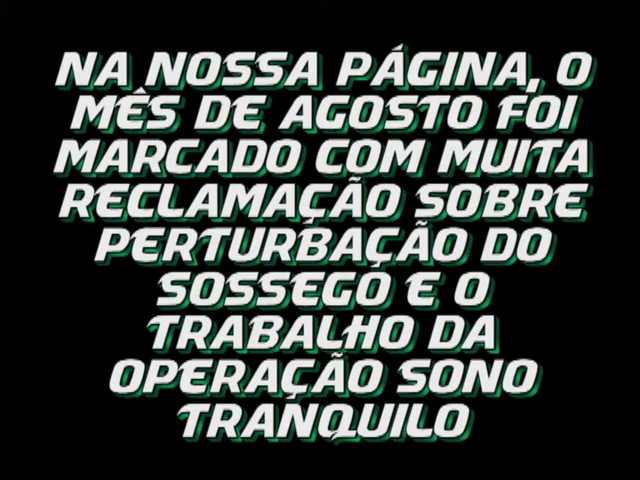 NA NOSSA PÁGINA, O
MÊS DE AGOSTO FOI
MARCADO COM MUITA
RECLAMAÇÃO SOBRE
PERTURBAÇÃO DO
SOSSEGO E O
TRABALHO DA
OPERAÇÃO SONO
TRANQUILO